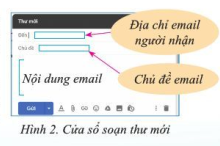 Thư mới
Địa chỉ email
người nhận
Đến
Chủ đề
Nội dung email
Chủ đề email
Gửi
Hình 2. Cửa sổ soạn thư mới